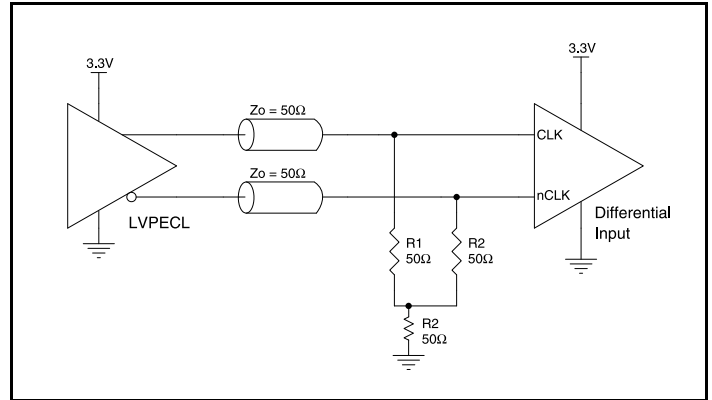 3.3V
3.3V
Zo = 50Ω
CLK
Zo = 50Ω
nCLK
LVPECL
Differential
Input
R1
50Ω
R2
50Ω
R2
50Ω